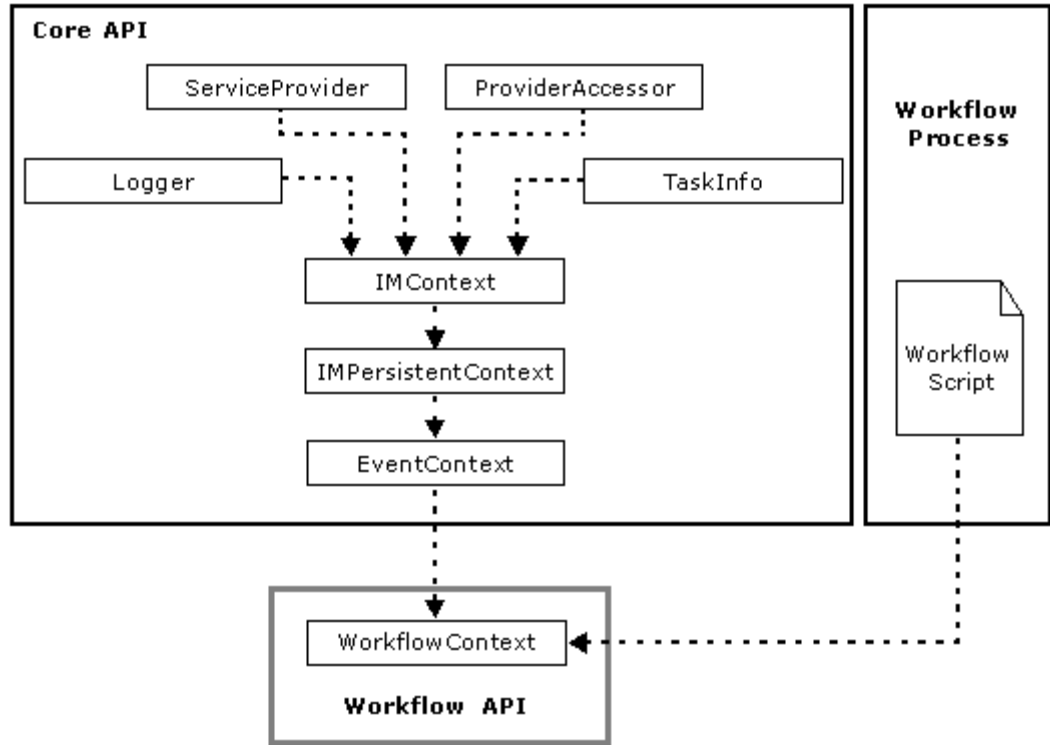 Core API
ServiceProvider
ProviderAccessor
Workflow
Process
Logger
TaskInfo
IMContext
IMPersistentContext
Workflow
Script
EventContext
WorkflowContext
Workflow API